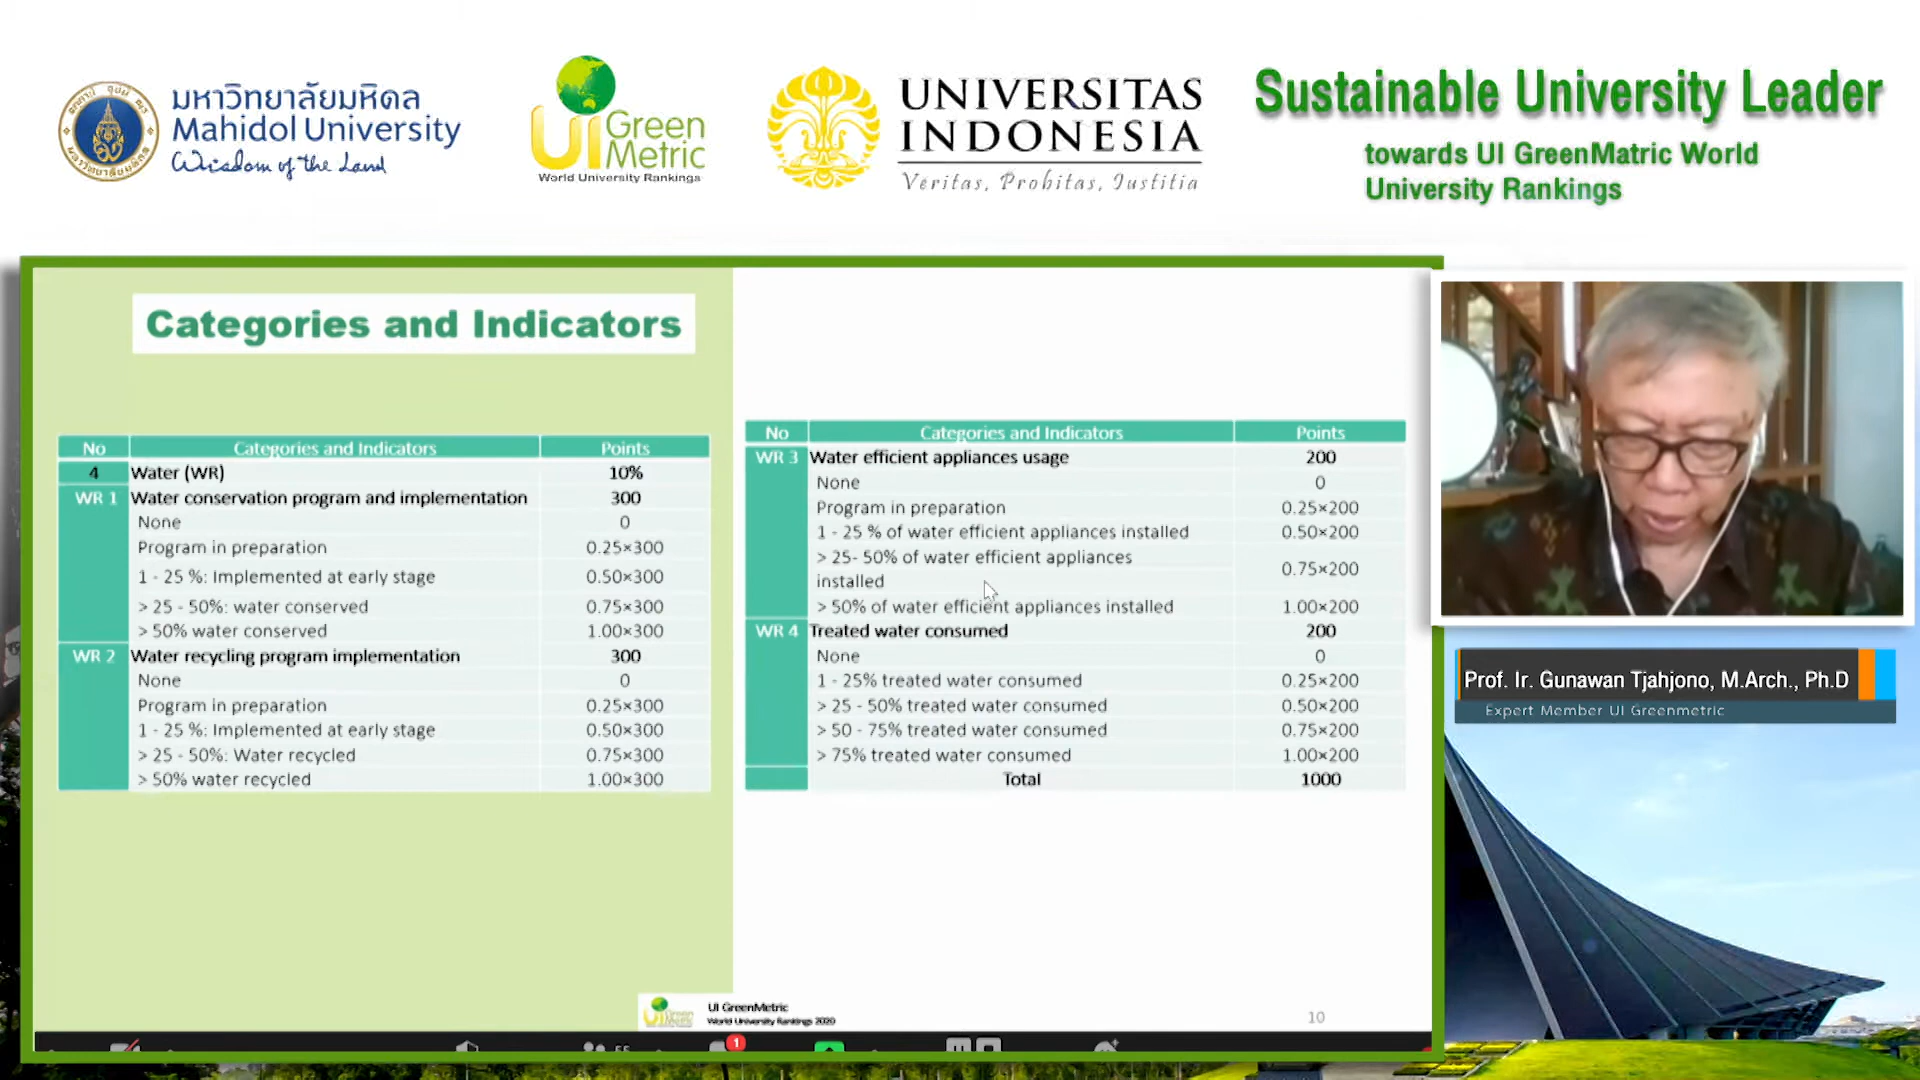 มหาวิทยาลัยมหิดล
Mahidol University
Wisdom of the Land
UI Green
Metric
World University Rankings
UNIVERSITAS
INDONESIA
Veritas, Probitas, Iustitia
Sustainable University Leader
towards UI GreenMatric World
University Rankings
Categories and Indicators
No Categories and Indicators Points
4 Water (WR) 10%
WR 1 Water conservation program and implementation 300
None 0
Program in preparation 0.25×300
1 - 25 %: Implemented at early stage 0.50×300
> 25 - 50%: water conserved 0.75×300
> 50% water conserved 1.00×300
WR 2 Water recycling program implementation 300
None 0
Program in preparation 0.25×300
1 - 25 %: Implemented at early stage 0.50×300
> 25 - 50%: Water recycled 0.75×300
> 50% water recycled 1.00×300
No Categories and Indicators Points
WR 3 Water efficient appliances usage 200
None 0
Program in preparation 0.25×200
1 - 25 % of water efficient appliances installed 0.50×200
> 25- 50% of water efficient appliances
installed 0.75×200
> 50% of water efficient appliances installed 1.00×200
WR 4 Treated water consumed 200
None 0
1 - 25% treated water consumed 0.25×200
> 25 - 50% treated water consumed 0.50×200
> 50 - 75% treated water consumed 0.75×200
> 75% treated water consumed 1.00×200
Total 1000
Prof. Ir. Gunawan Tjahjono, M.Arch., Ph.D
Expert Member UI Greenmetric
UI GreenMetric
World University Rankings 2020
10
1